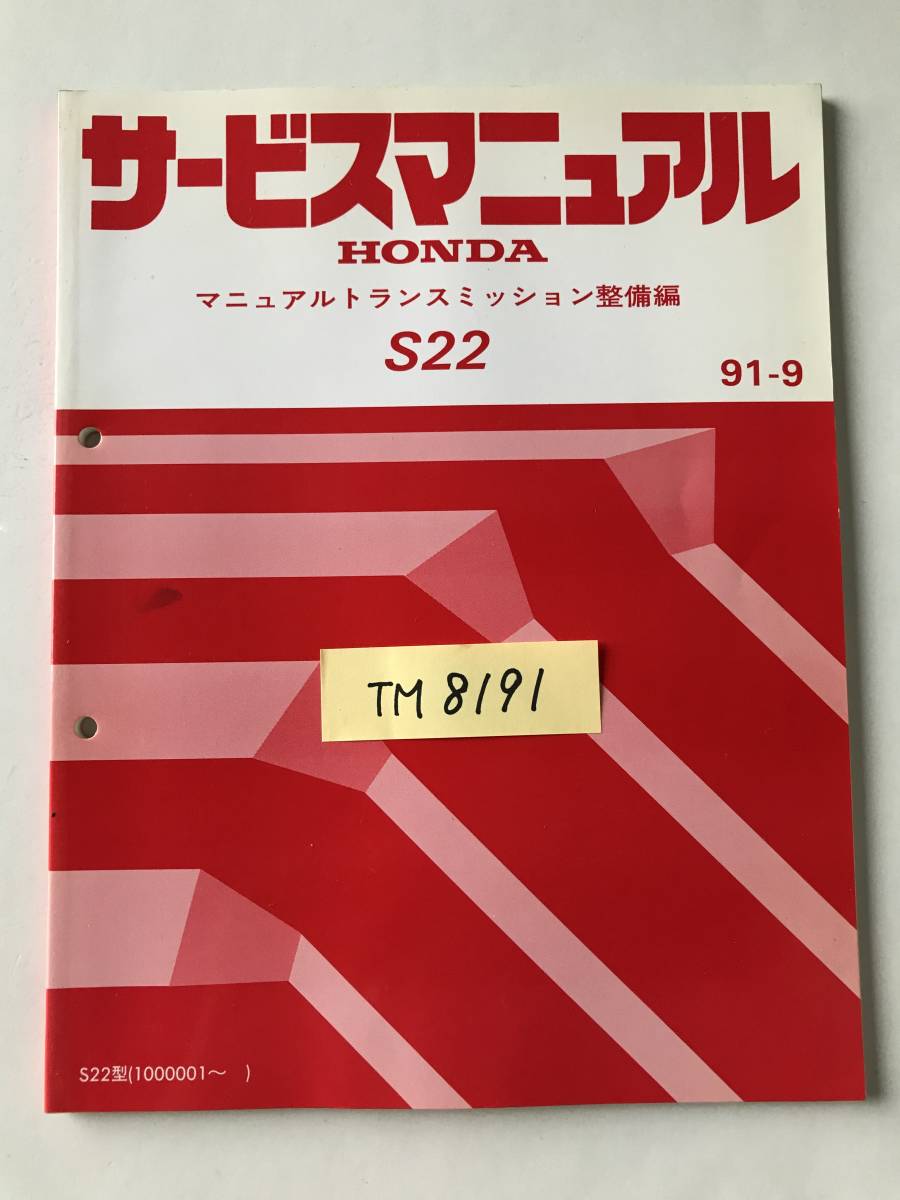 サービスマニュアル
HONDA
マニュアルトランスミッション整備編
S22
91-9
TM 8191
S22型(1000001～　)